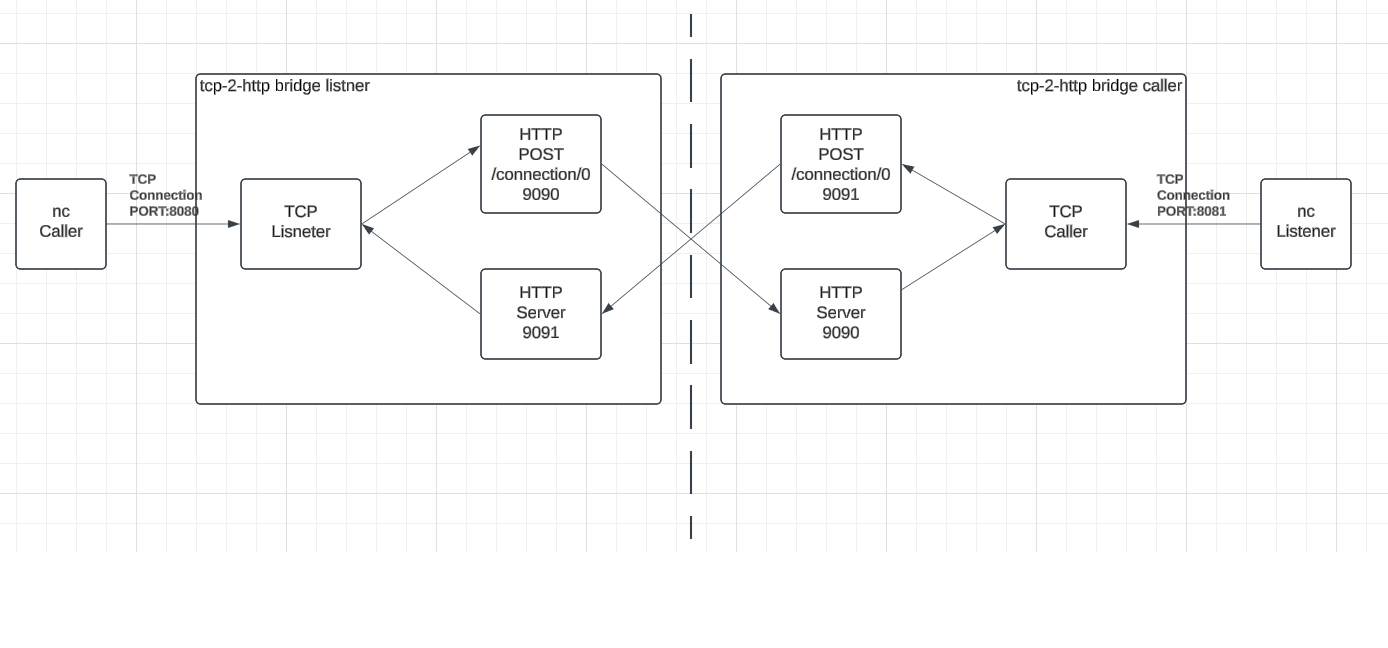 tcp-2-http bridge listner
tcp-2-http bridge caller
HTTP
POST
/connection/0
9090
HTTP
POST
/connection/0
9091
TCP
Connection
PORT:8080
TCP
Connection
PORT:8081
nc
Caller
TCP
Lisneter
TCP
Caller
nc
Listener
HTTP
Server
9091
HTTP
Server
9090